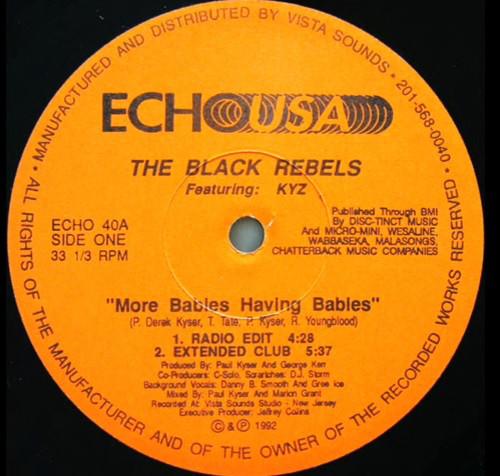 MANUFACTURED AND DISTRIBUTED BY VISTA SOUNDS • 201-568-0040 •
ECHO USA
THE BLACK REBELS
Featuring: KYZ
ECHO 40A
SIDE ONE
33 1/3 RPM
Published Through BMI
By DISC-TINCT MUSIC
And MICRO-MINI, WESALINE,
WABBASEKA, MALASONGS,
CHATTERBACK MUSIC COMPANIES
"More Babies Having Babies"
(P. Derek Kyser, T. Tate, P. Kyser, R. Youngblood)
1. RADIO EDIT 4:28
2. EXTENDED CLUB 5:37
Produced By: Paul Kyser and George Kerr
Co-Producers: C-Solo, Scratches: D.J. Storm
Background Vocals: Danny B. Smooth and Gree Ice
Mixed By: Paul Kyser and Marion Grant
Recorded At: Vista Sounds Studio - New Jersey
Executive Producer: Jeffrey Collins
© & ℗ 1992
• ALL RIGHTS OF THE MANUFACTURER AND OF THE OWNER OF THE RECORDED WORKS RESERVED